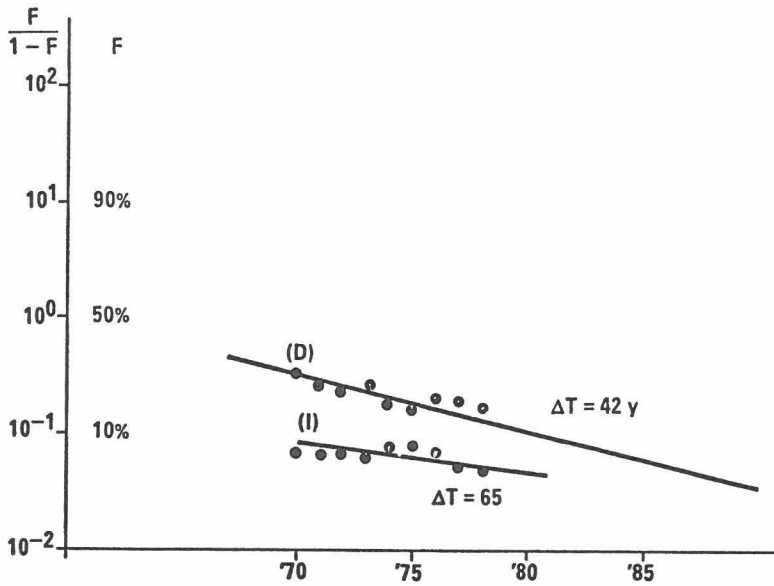 F
1 – F
F
10²
10¹ 90%
10⁰ 50%
(D)
ΔT = 42 y
10⁻¹ 10%
(I)
ΔT = 65
10⁻²
'70 '75 '80 '85